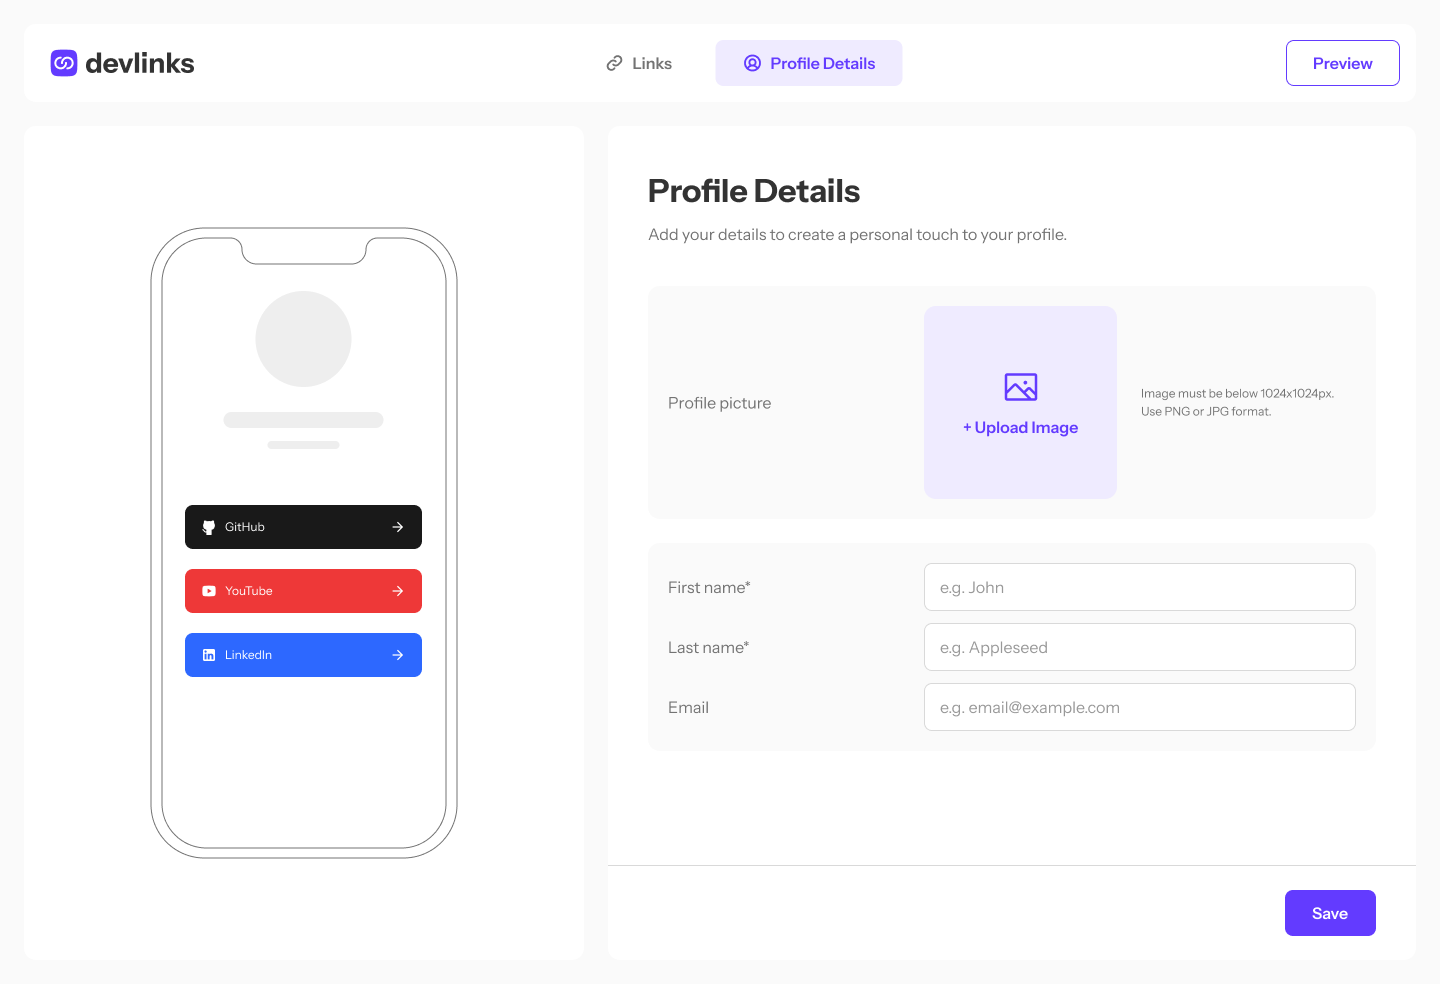 devlinks
Links
Profile Details
Preview
GitHub
YouTube
LinkedIn
Profile Details
Add your details to create a personal touch to your profile.
Profile picture
+ Upload Image
Image must be below 1024x1024px.
Use PNG or JPG format.
First name*
e.g. John
Last name*
e.g. Appleseed
Email
e.g. email@example.com
Save